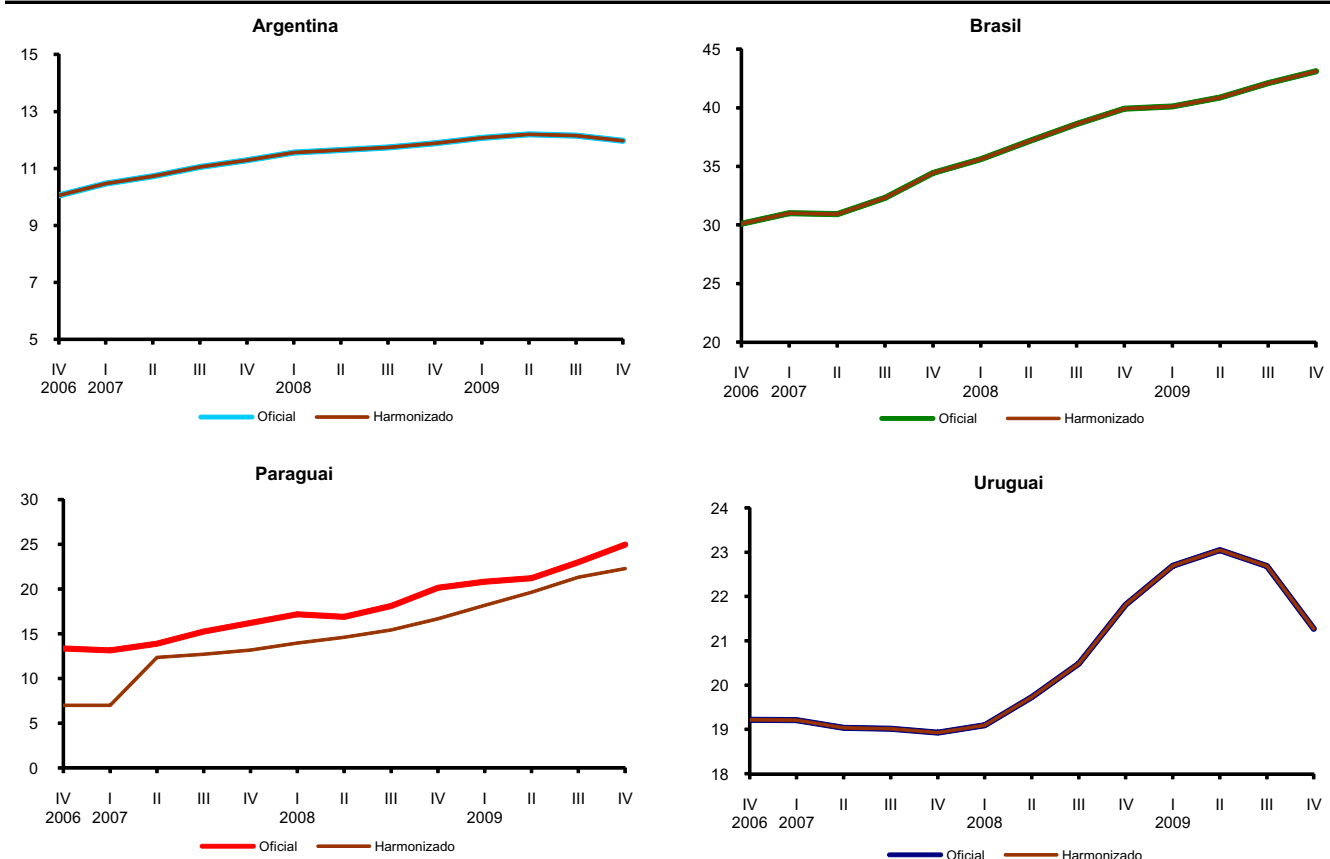 Argentina
15
13
11
9
7
5
IV I II III IV I II III IV I II III IV
2006 2007 2008 2009
Oficial Harmonizado
Brasil
45
40
35
30
25
20
IV I II III IV I II III IV I II III IV
2006 2007 2008 2009
Oficial Harmonizado
Paraguai
30
25
20
15
10
5
0
IV I II III IV I II III IV I II III IV
2006 2007 2008 2009
Oficial Harmonizado
Uruguai
24
23
22
21
20
19
18
IV I II III IV I II III IV I II III IV
2006 2007 2008 2009
Oficial Harmonizado